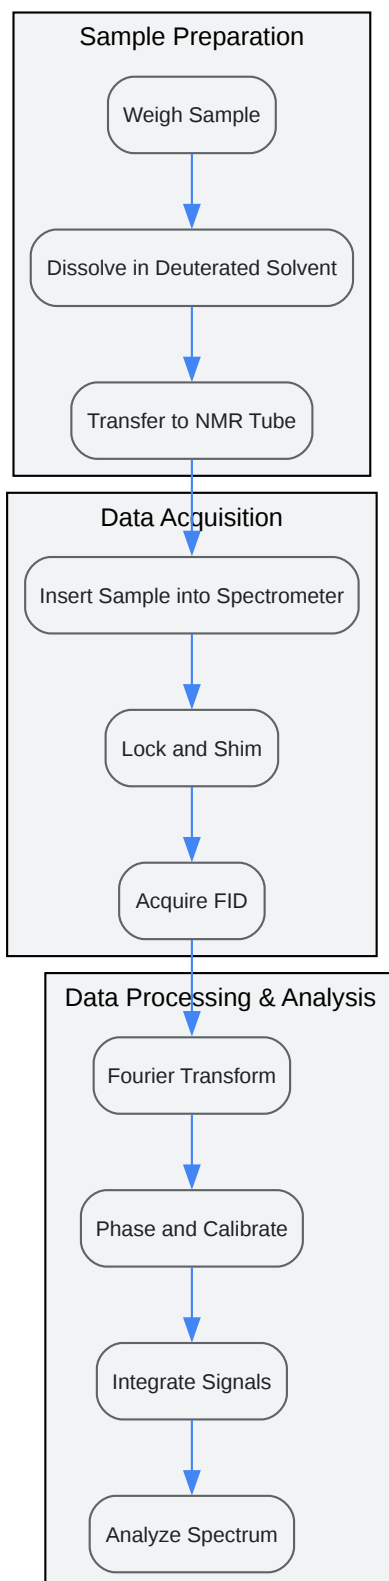 Sample Preparation
Weigh Sample
Dissolve in Deuterated Solvent
Transfer to NMR Tube
Data Acquisition
Insert Sample into Spectrometer
Lock and Shim
Acquire FID
Data Processing & Analysis
Fourier Transform
Phase and Calibrate
Integrate Signals
Analyze Spectrum